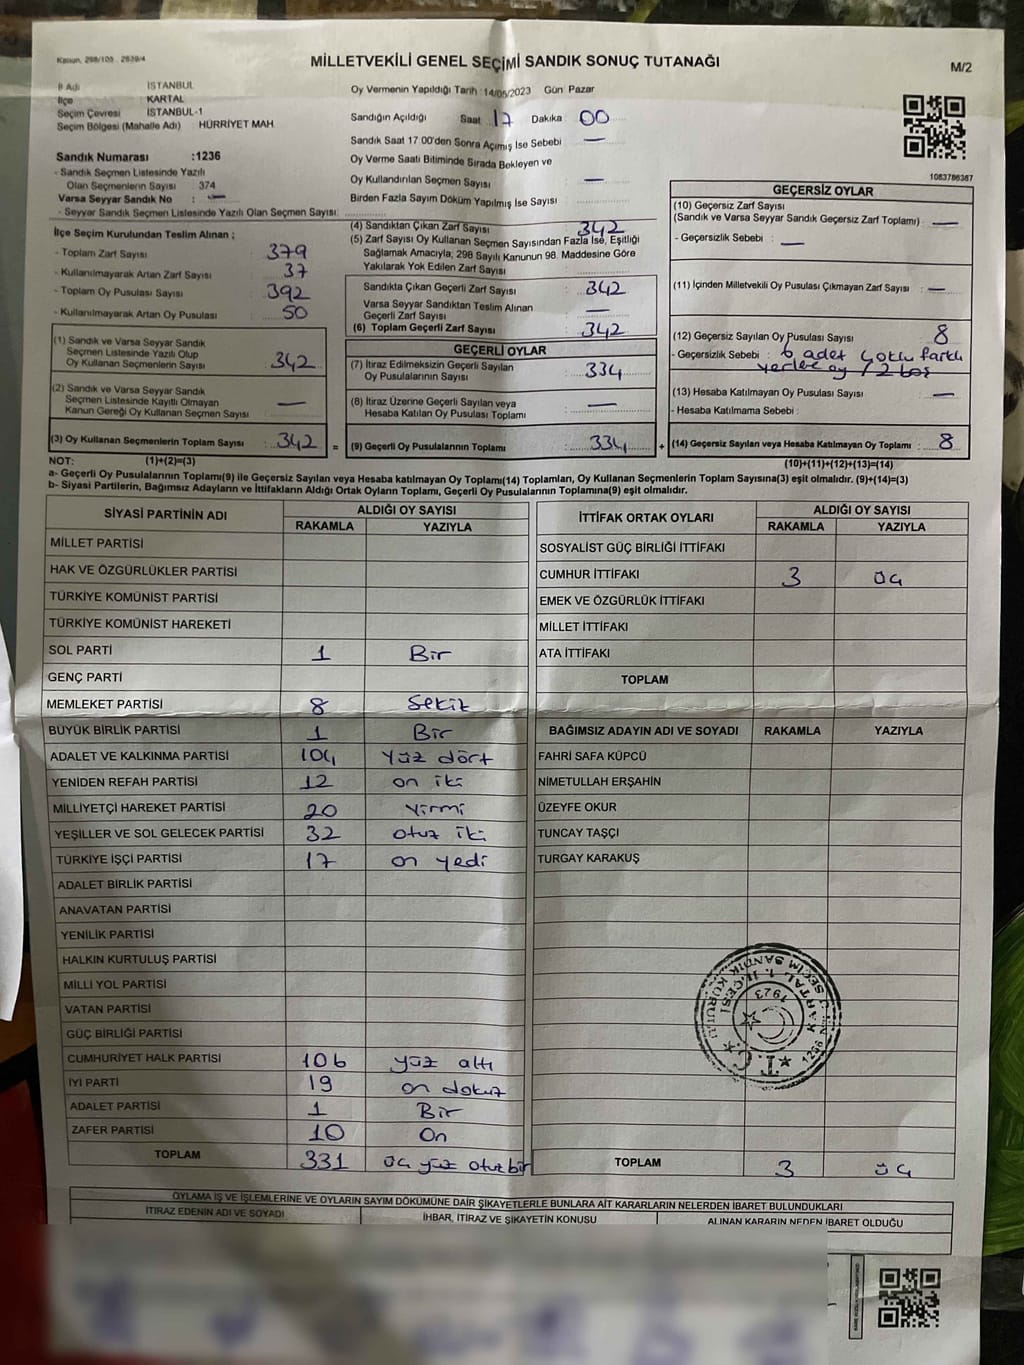 Kanun, 298/105 . 2839/4
MİLLETVEKİLİ GENEL SEÇİMİ SANDIK SONUÇ TUTANAĞI
M/2
İl Adı İSTANBUL
İlçe KARTAL
Seçim Çevresi İSTANBUL-1
Seçim Bölgesi (Mahalle Adı) HÜRRİYET MAH.
Sandık Numarası :1236
- Sandık Seçmen Listesinde Yazılı
Olan Seçmenlerin Sayısı 374
Varsa Seyyar Sandık No : —
- Seyyar Sandık Seçmen Listesinde Yazılı Olan Seçmen Sayısı:
Oy Vermenin Yapıldığı Tarih :14/05/2023 Gün Pazar
Sandığın Açıldığı Saat 17 Dakika 00
Sandık Saat 17.00'den Sonra Açımış İse Sebebi —
Oy Verme Saati Bitiminde Sırada Bekleyen ve
Oy Kullandırılan Seçmen Sayısı —
Birden Fazla Sayım Döküm Yapılmış İse Sayısı
1083786367
İlçe Seçim Kurulundan Teslim Alınan ;
- Toplam Zarf Sayısı : 379
- Kullanılmayarak Artan Zarf Sayısı : 37
- Toplam Oy Pusulası Sayısı : 392
- Kullanılmayarak Artan Oy Pusulası : 50
(1) Sandık ve Varsa Seyyar Sandık
Seçmen Listesinde Yazılı Olup
Oy Kullanan Seçmenlerin Sayısı : 342
(2) Sandık ve Varsa Seyyar Sandık
Seçmen Listesinde Kayıtlı Olmayan
Kanun Gereği Oy Kullanan Seçmen Sayısı : —
(3) Oy Kullanan Seçmenlerin Toplam Sayısı : 342 =
(4) Sandıktan Çıkan Zarf Sayısı : 342
(5) Zarf Sayısı Oy Kullanan Seçmen Sayısından Fazla İse, Eşitliği
Sağlamak Amacıyla, 298 Sayılı Kanunun 98. Maddesine Göre
Yakılarak Yok Edilen Zarf Sayısı :
Sandıkta Çıkan Geçerli Zarf Sayısı : 342
Varsa Seyyar Sandıktan Teslim Alınan
Geçerli Zarf Sayısı : —
(6) Toplam Geçerli Zarf Sayısı : 342
GEÇERLİ OYLAR
(7) İtiraz Edilmeksizin Geçerli Sayılan
Oy Pusulalarının Sayısı : 334
(8) İtiraz Üzerine Geçerli Sayılan veya
Hesaba Katılan Oy Pusulası Toplamı : —
(9) Geçerli Oy Pusulalarının Toplamı : 334 +
GEÇERSİZ OYLAR
(10) Geçersiz Zarf Sayısı
(Sandık ve Varsa Seyyar Sandık Geçersiz Zarf Toplamı) : —
- Geçersizlik Sebebi : —
(11) İçinden Milletvekili Oy Pusulası Çıkmayan Zarf Sayısı : —
(12) Geçersiz Sayılan Oy Pusulası Sayısı : 8
- Geçersizlik Sebebi : 6 adet çoklu farklı
yerlere oy / 2 boş
(13) Hesaba Katılmayan Oy Pusulası Sayısı : —
- Hesaba Katılmama Sebebi :
(14) Geçersiz Sayılan veya Hesaba Katılmayan Oy Toplamı : 8
NOT: (1)+(2)=(3)
(10)+(11)+(12)+(13)=(14)
a- Geçerli Oy Pusulalarının Toplamı(9) ile Geçersiz Sayılan veya Hesaba katılmayan Oy Toplamı(14) Toplamları, Oy Kullanan Seçmenlerin Toplam Sayısına(3) eşit olmalıdır. (9)+(14)=(3)
b- Siyasi Partilerin, Bağımsız Adayların ve İttifakların Aldığı Ortak Oyların Toplamı, Geçerli Oy Pusulalarının Toplamına(9) eşit olmalıdır.
SİYASİ PARTİNİN ADI ALDIĞI OY SAYISI
RAKAMLA YAZIYLA
MİLLET PARTİSİ
HAK VE ÖZGÜRLÜKLER PARTİSİ
TÜRKİYE KOMÜNİST PARTİSİ
TÜRKİYE KOMÜNİST HAREKETİ
SOL PARTİ 1 Bir
GENÇ PARTİ
MEMLEKET PARTİSİ 8 Sekiz
BÜYÜK BİRLİK PARTİSİ 1 Bir
ADALET VE KALKINMA PARTİSİ 104 Yüz dört
YENİDEN REFAH PARTİSİ 12 on iki
MİLLİYETÇİ HAREKET PARTİSİ 20 Yirmi
YEŞİLLER VE SOL GELECEK PARTİSİ 32 otuz iki
TÜRKİYE İŞÇİ PARTİSİ 17 on yedi
ADALET BİRLİK PARTİSİ
ANAVATAN PARTİSİ
YENİLİK PARTİSİ
HALKIN KURTULUŞ PARTİSİ
MİLLİ YOL PARTİSİ
VATAN PARTİSİ
GÜÇ BİRLİĞİ PARTİSİ
CUMHURİYET HALK PARTİSİ 106 yüz altı
İYİ PARTİ 19 on dokuz
ADALET PARTİSİ 1 Bir
ZAFER PARTİSİ 10 On
TOPLAM 331 üç yüz otuz bir
İTTİFAK ORTAK OYLARI ALDIĞI OY SAYISI
RAKAMLA YAZIYLA
SOSYALİST GÜÇ BİRLİĞİ İTTİFAKI
CUMHUR İTTİFAKI 3 üç
EMEK VE ÖZGÜRLÜK İTTİFAKI
MİLLET İTTİFAKI
ATA İTTİFAKI
TOPLAM
BAĞIMSIZ ADAYIN ADI VE SOYADI RAKAMLA YAZIYLA
FAHRİ SAFA KÜPCÜ
NİMETULLAH ERŞAHİN
ÜZEYFE OKUR
TUNCAY TAŞÇI
TURGAY KARAKUŞ
T.C.
KARTAL 1. İLÇESİ
1236
SEÇİM SANDIK KURULU
1923
TOPLAM 3 üç
OYLAMA İŞ VE İŞLEMLERİNE VE OYLARIN SAYIM DÖKÜMÜNE DAİR ŞİKAYETLERLE BUNLARA AİT KARARLARIN NELERDEN İBARET BULUNDUKLARI
İTİRAZ EDENİN ADI VE SOYADI İHBAR, İTİRAZ VE ŞİKAYETİN KONUSU ALINAN KARARIN NEDEN İBARET OLDUĞU